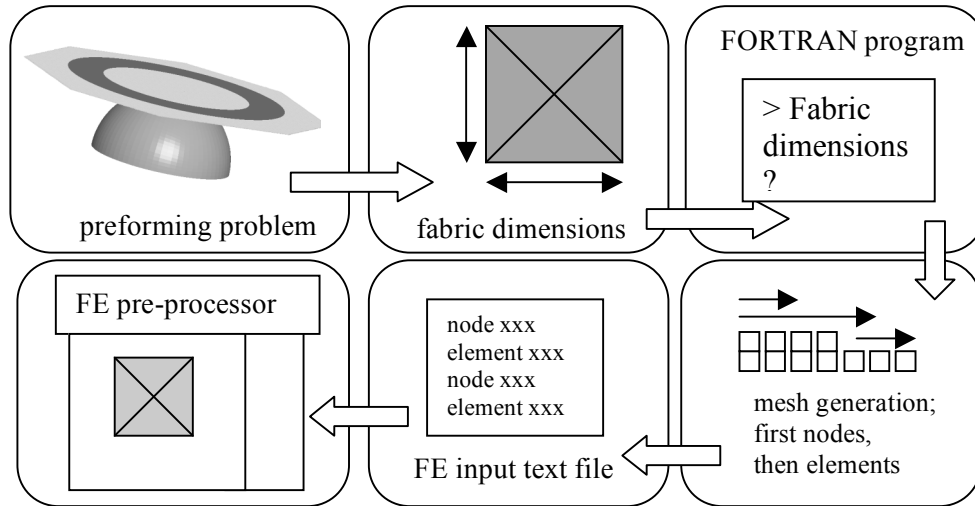 preforming problem
fabric dimensions
FORTRAN program
> Fabric
dimensions
?
mesh generation;
first nodes,
then elements
node xxx
element xxx
node xxx
element xxx
FE input text file
FE pre-processor